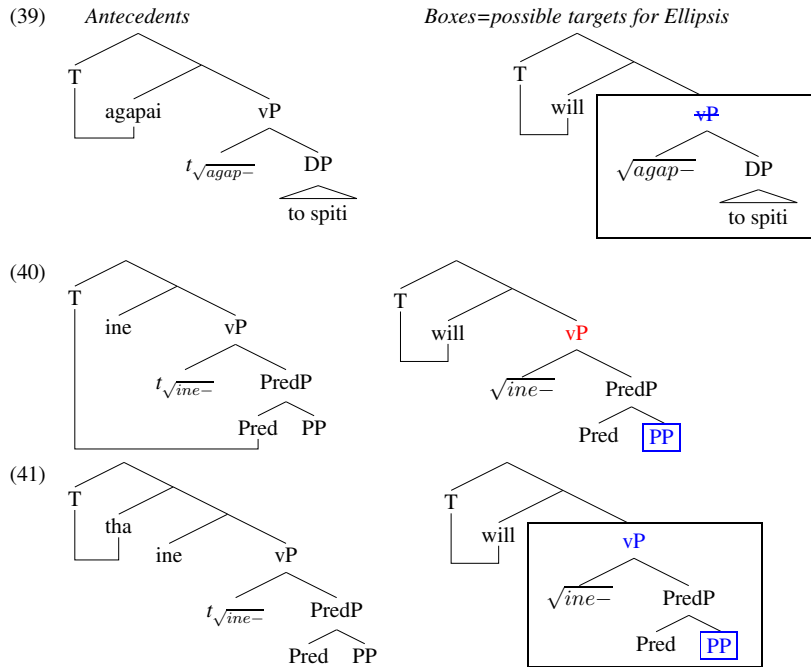 (39) Antecedents Boxes=possible targets for Ellipsis
T T
agapai vP will vP
t√agap− DP √agap− DP
to spiti to spiti
(40)
T T
ine vP will vP
t√ine− PredP √ine− PredP
Pred PP Pred PP
(41)
T T
tha will
ine vP vP
t√ine− PredP √ine− PredP
Pred PP Pred PP